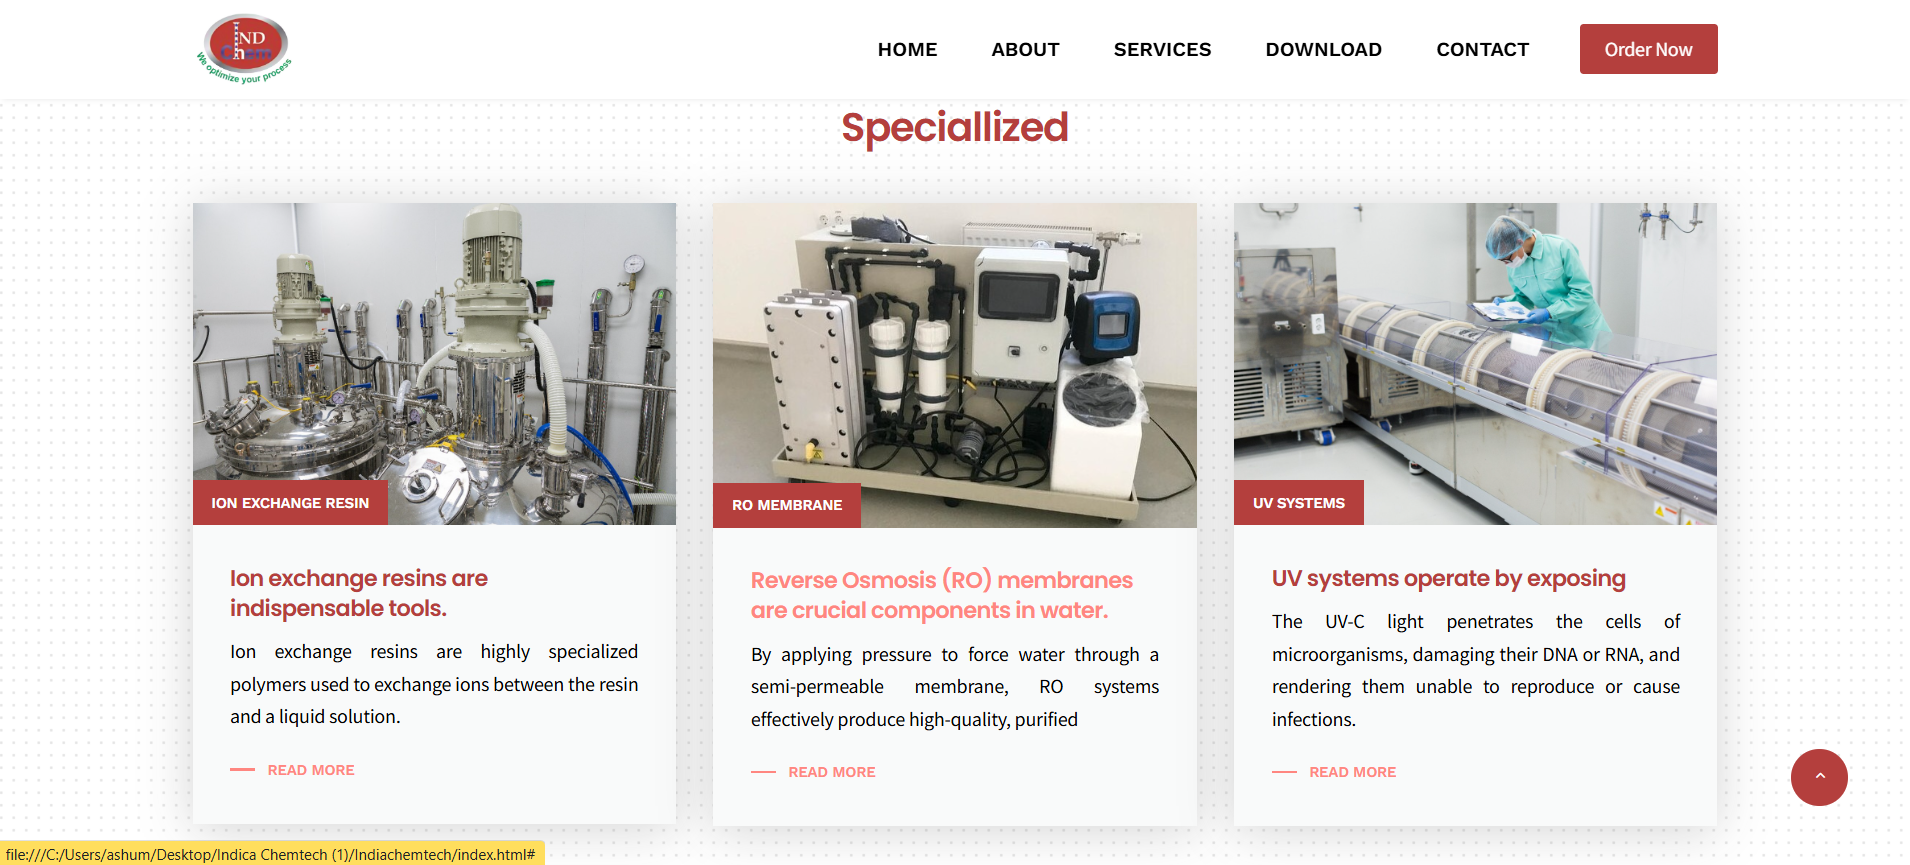 IND
Chem
We optimize your process
HOME ABOUT SERVICES DOWNLOAD CONTACT Order Now
Speciallized
ION EXCHANGE RESIN
Ion exchange resins are
indispensable tools.
Ion exchange resins are highly specialized
polymers used to exchange ions between the resin
and a liquid solution.
READ MORE
RO MEMBRANE
Reverse Osmosis (RO) membranes
are crucial components in water.
By applying pressure to force water through a
semi-permeable membrane, RO systems
effectively produce high-quality, purified
READ MORE
UV SYSTEMS
UV systems operate by exposing
The UV-C light penetrates the cells of
microorganisms, damaging their DNA or RNA, and
rendering them unable to reproduce or cause
infections.
READ MORE
file:///C:/Users/ashum/Desktop/Indica Chemtech (1)/Indiachemtech/index.html#